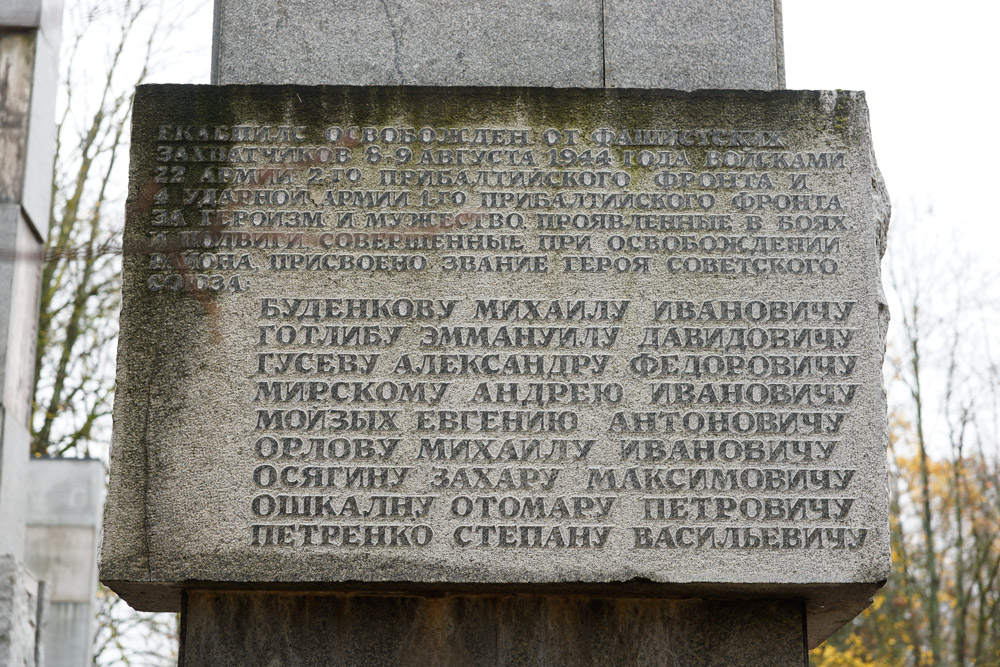 ЕКАБПИЛС ОСВОБОЖДЕН ОТ ФАШИСТСКИХ
ЗАХВАТЧИКОВ 8-9 АВГУСТА 1944 ГОДА ВОЙСКАМИ
22 АРМИИ 2-ГО ПРИБАЛТИЙСКОГО ФРОНТА И
4 УДАРНОЙ АРМИИ 1-ГО ПРИБАЛТИЙСКОГО ФРОНТА
ЗА ГЕРОИЗМ И МУЖЕСТВО ПРОЯВЛЕННЫЕ В БОЯХ
И ПОДВИГИ СОВЕРШЕННЫЕ ПРИ ОСВОБОЖДЕНИИ
РАЙОНА, ПРИСВОЕНО ЗВАНИЕ ГЕРОЯ СОВЕТСКОГО
СОЮЗА:
БУДЕНКОВУ МИХАИЛУ ИВАНОВИЧУ
ГОТЛИБУ ЭММАНУИЛУ ДАВИДОВИЧУ
ГУСЕВУ АЛЕКСАНДРУ ФЕДОРОВИЧУ
МИРСКОМУ АНДРЕЮ ИВАНОВИЧУ
МОЙЗЫХ ЕВГЕНИЮ АНТОНОВИЧУ
ОРЛОВУ МИХАИЛУ ИВАНОВИЧУ
ОСЯГИНУ ЗАХАРУ МАКСИМОВИЧУ
ОШКАЛНУ ОТОМАРУ ПЕТРОВИЧУ
ПЕТРЕНКО СТЕПАНУ ВАСИЛЬЕВИЧУ